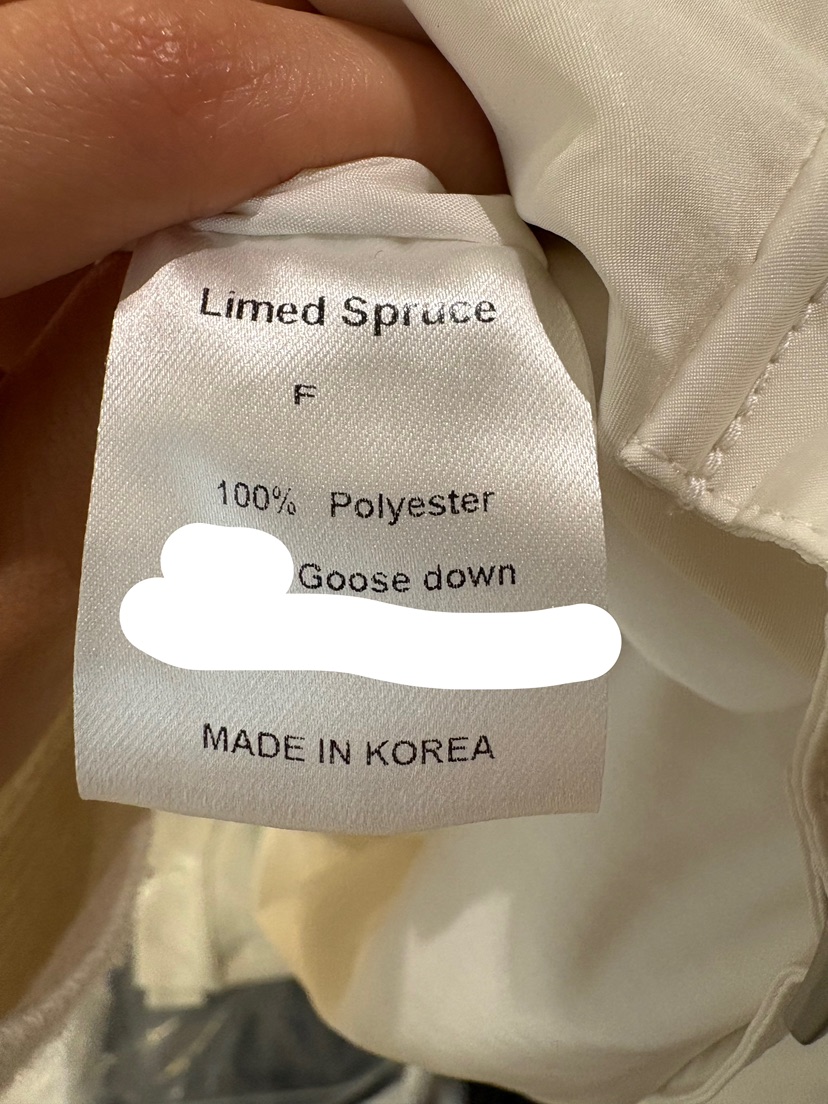 Limed Spruce
F
100% Polyester
Goose down
MADE IN KOREA